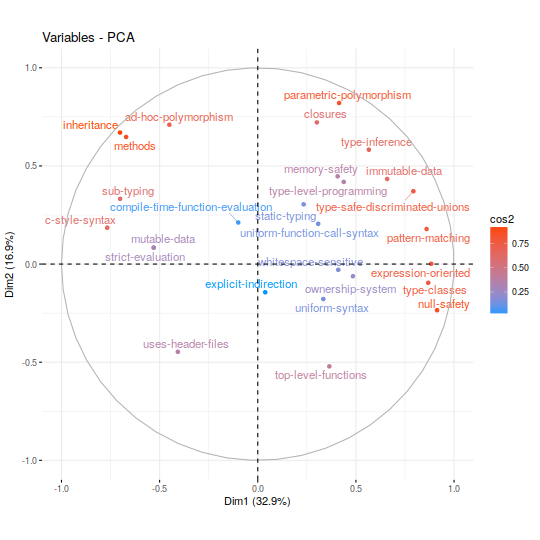 Variables - PCA
1.0
parametric-polymorphism
ad-hoc-polymorphism
closures
inheritance
methods
type-inference
0.5
memory-safety
immutable-data
sub-typing
type-level-programming
compile-time-function-evaluation
type-safe-discriminated-unions
static-typing
c-style-syntax
uniform-function-call-syntax
mutable-data
pattern-matching
strict-evaluation
whitespace-sensitive
0.0
expression-oriented
explicit-indirection
ownership-system
type-classes
null-safety
uniform-syntax
uses-header-files
-0.5
top-level-functions
-1.0
-1.0
-0.5
0.0
0.5
1.0
Dim1 (32.9%)
Dim2 (16.9%)
cos2
0.75
0.50
0.25